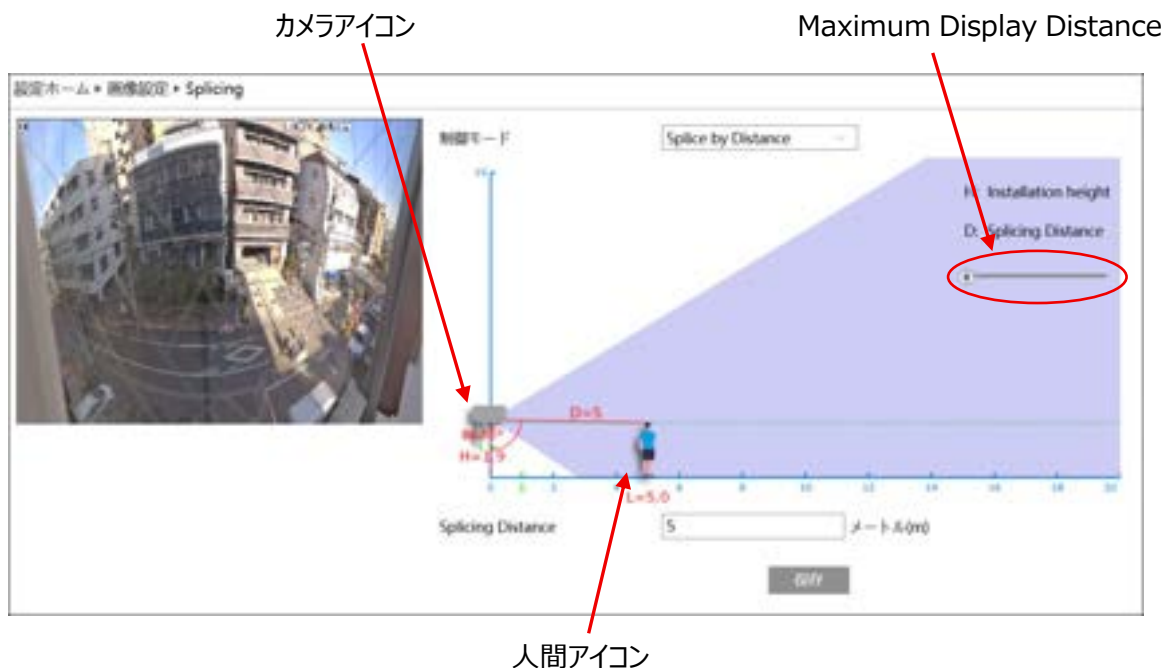 カメラアイコン
Maximum Display Distance
設定ホーム ▸ 画像設定 ▸ Splicing
制御モード
Splice by Distance
H: Installation height
D: Splicing Distance
D=5
H=1.9
0 2 4 6 8 10 12 14 16 18 20
L=5.0
Splicing Distance
5
メートル(m)
保存
人間アイコン